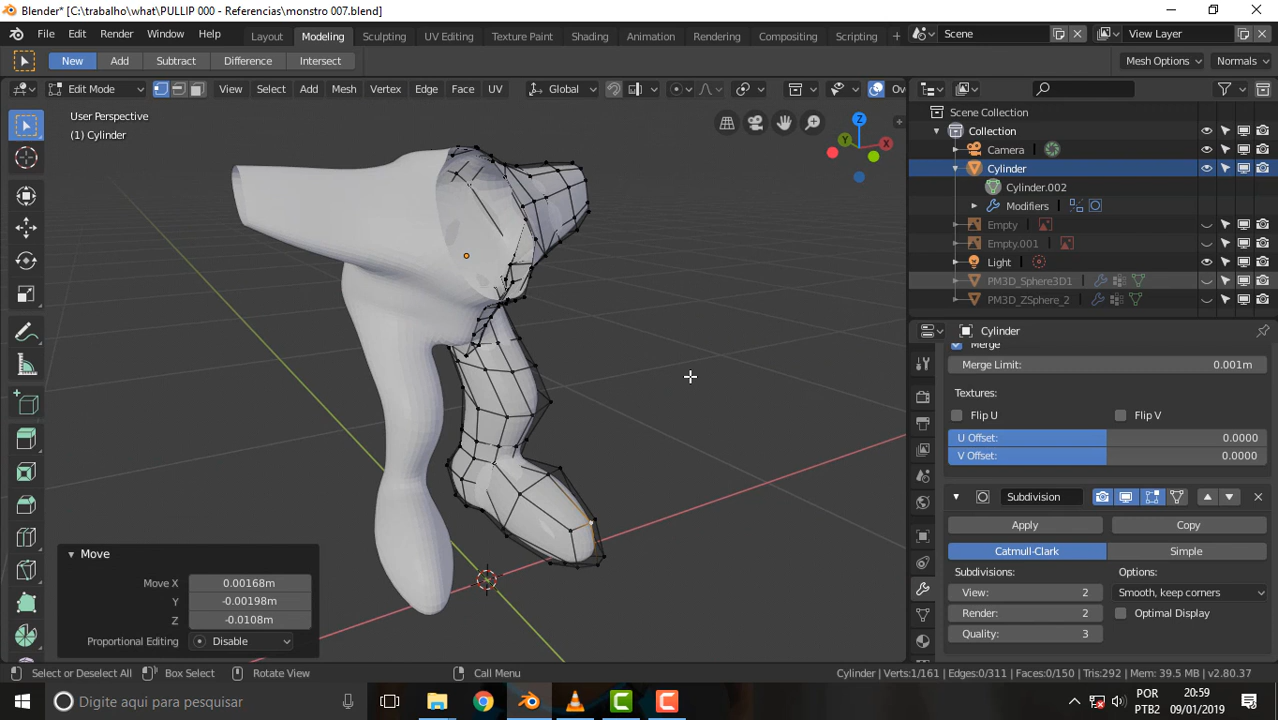 Blender* [C:\trabalho\what\PULLIP 000 - Referencias\monstro 007.blend]
File Edit Render Window Help Layout Modeling Sculpting UV Editing Texture Paint Shading Animation Rendering Compositing Scripting + Scene View Layer
New Add Subtract Difference Intersect Mesh Options Normals
Edit Mode View Select Add Mesh Vertex Edge Face UV Global Ov
User Perspective
(1) Cylinder
Z
Y
X
Scene Collection
Collection
Camera
Cylinder
Cylinder.002
Modifiers
Empty
Empty.001
Light
PM3D_Sphere3D1
PM3D_ZSphere_2
Cylinder
Merge
Merge Limit: 0.001m
Textures:
Flip U Flip V
U Offset: 0.0000
V Offset: 0.0000
Subdivision
Apply Copy
Catmull-Clark Simple
Subdivisions: Options:
View: 2 Smooth, keep corners
Render: 2 Optimal Display
Quality: 3
Move
Move X 0.00168m
Y -0.00198m
Z -0.0108m
Proportional Editing Disable
Select or Deselect All Box Select Rotate View Call Menu Cylinder | Verts:1/161 | Edges:0/311 | Faces:0/150 | Tris:292 | Mem: 39.5 MB | v2.80.37
Digite aqui para pesquisar POR PTB2 20:59 09/01/2019